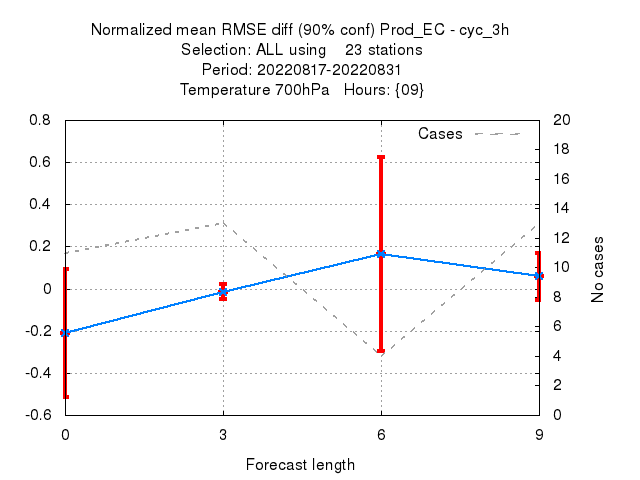 Normalized mean RMSE diff (90% conf) Prod_EC - cyc_3h
Selection: ALL using 23 stations
Period: 20220817-20220831
Temperature 700hPa Hours: {09}
Cases
0.8
0.6
0.4
0.2
0
-0.2
-0.4
-0.6
20
18
16
14
12
10
8
6
4
2
0
No cases
0 3 6 9
Forecast length